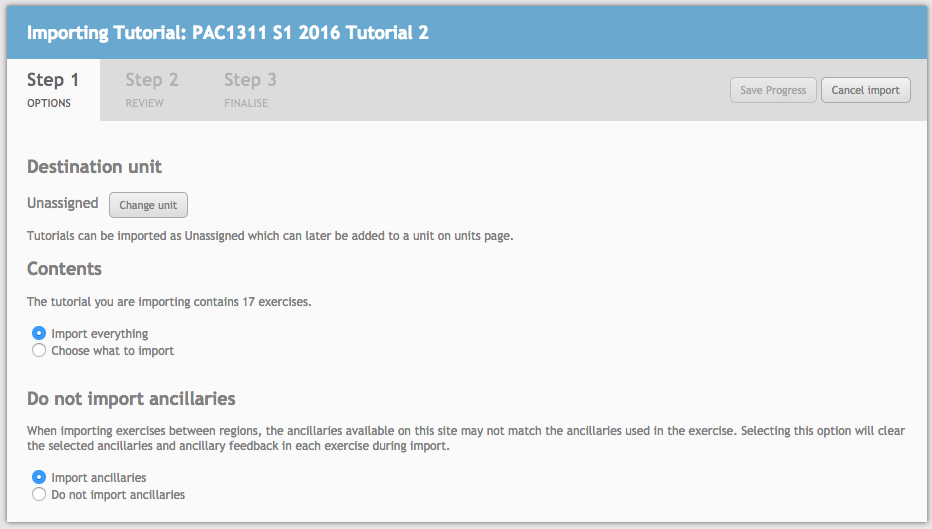 Importing Tutorial: PAC1311 S1 2016 Tutorial 2
Step 1
OPTIONS
Step 2
REVIEW
Step 3
FINALISE
Save Progress
Cancel import
Destination unit
Unassigned
Change unit
Tutorials can be imported as Unassigned which can later be added to a unit on units page.
Contents
The tutorial you are importing contains 17 exercises.
Import everything
Choose what to import
Do not import ancillaries
When importing exercises between regions, the ancillaries available on this site may not match the ancillaries used in the exercise. Selecting this option will clear
the selected ancillaries and ancillary feedback in each exercise during import.
Import ancillaries
Do not import ancillaries